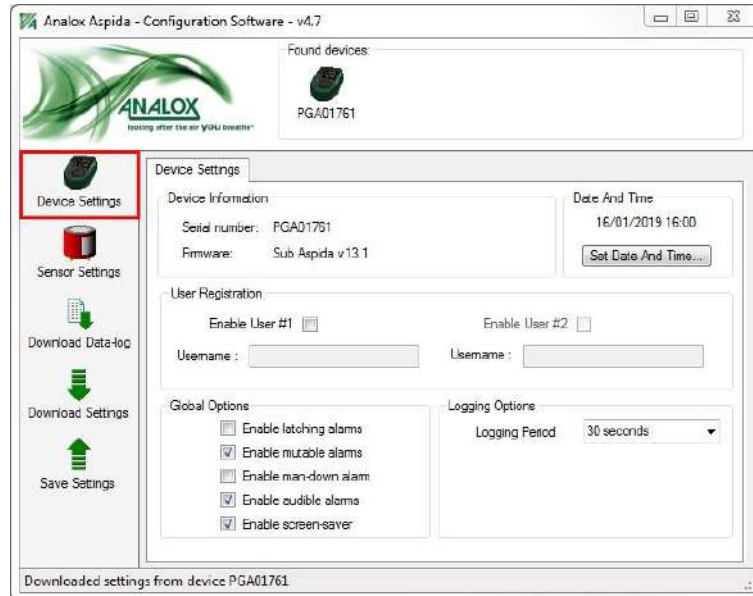 Analox Aspida - Configuration Software - v4.7
Found devices:
ANALOX
looking after the air YOU breathe
PGA01761
Device Settings
Sensor Settings
Download Data-log
Download Settings
Save Settings
Device Settings
Device Information
Serial number: PGA01761
Firmware: Sub Aspida v13.1
Date And Time
16/01/2019 16:00
Set Date And Time...
User Registration
Enable User #1
Enable User #2
Username :
Username :
Global Options
Enable latching alarms
Enable mutable alarms
Enable man-down alarm
Enable audible alarms
Enable screen-saver
Logging Options
Logging Period 30 seconds
Downloaded settings from device PGA01761